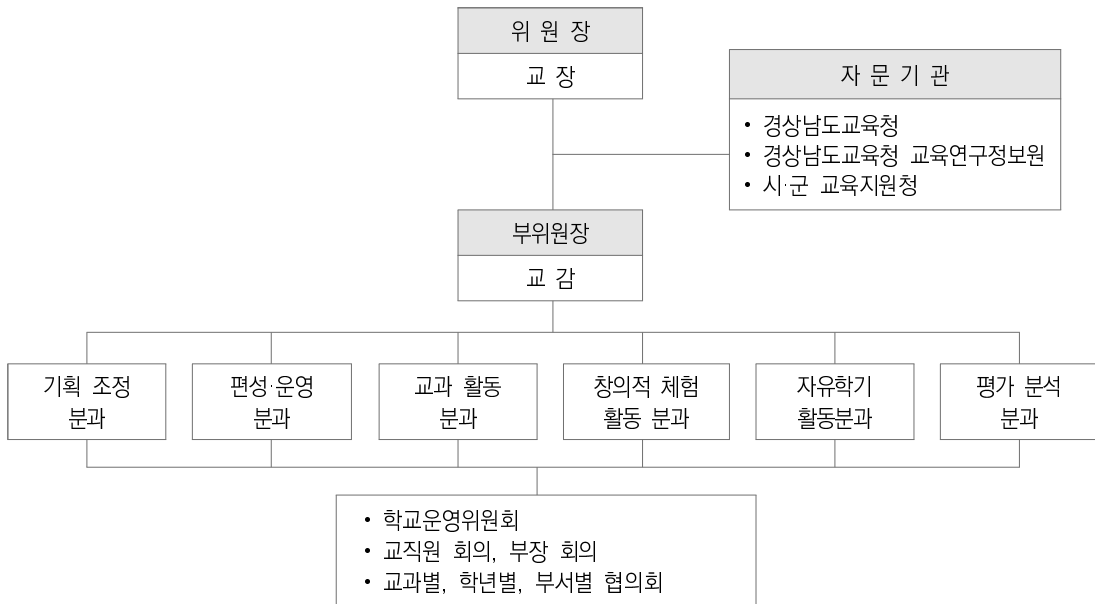 위 원 장
교 장
자 문 기 관
• 경상남도교육청
• 경상남도교육청 교육연구정보원
• 시·군 교육지원청
부위원장
교 감
기획 조정
분과
편성·운영
분과
교과 활동
분과
창의적 체험
활동 분과
자유학기
활동분과
평가 분석
분과
• 학교운영위원회
• 교직원 회의, 부장 회의
• 교과별, 학년별, 부서별 협의회